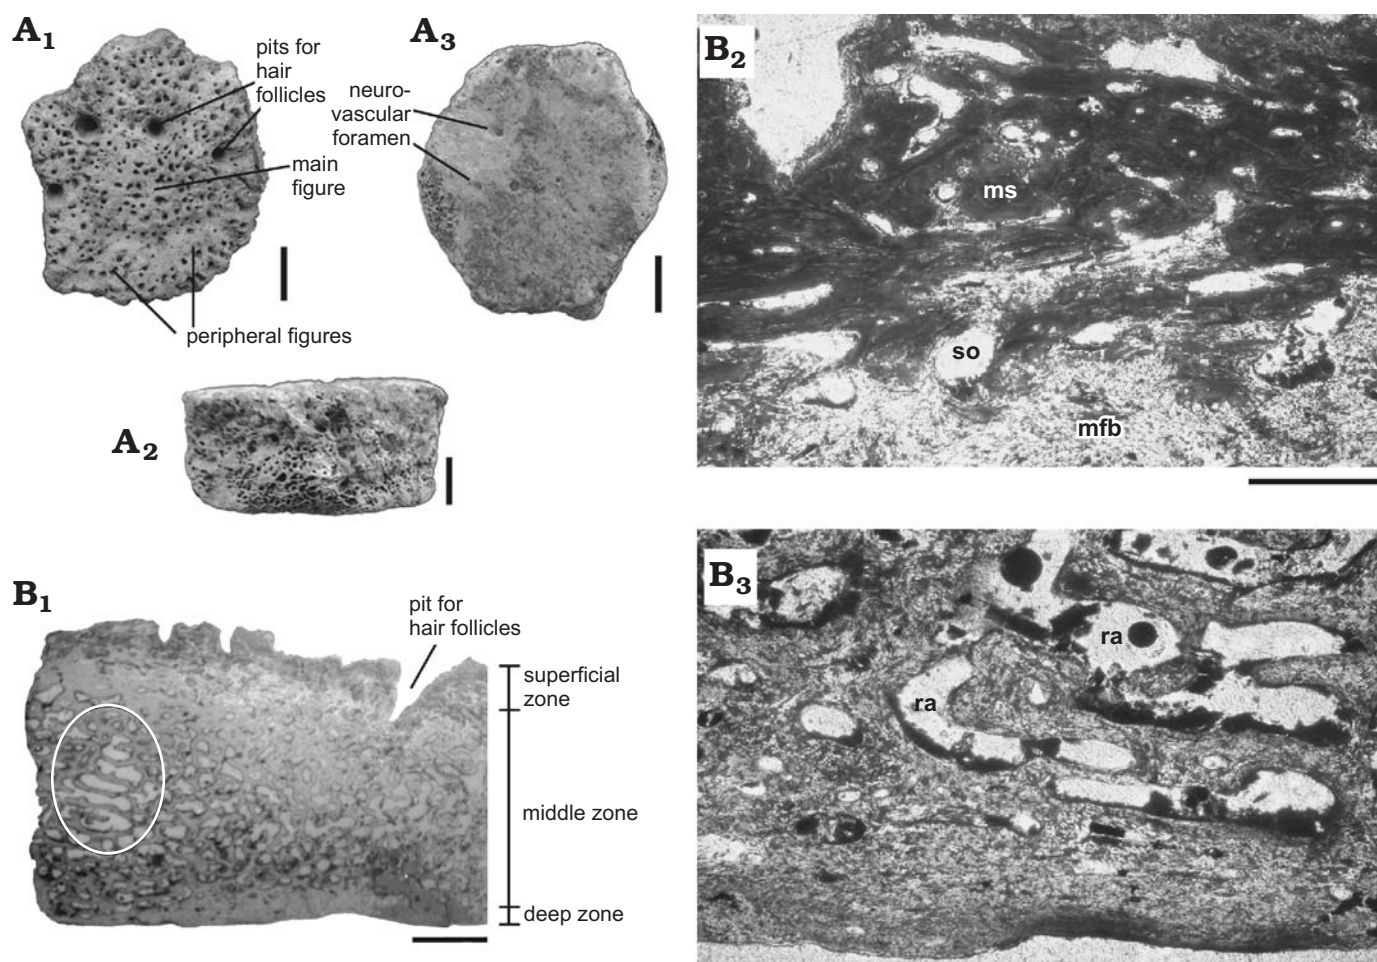 A1
pits for
hair
follicles
main
figure
peripheral figures
A3
neuro-
vascular
foramen
A2
B1
pit for
hair follicles
superficial
zone
middle zone
deep zone
B2
ms
so
mfb
B3
ra
ra